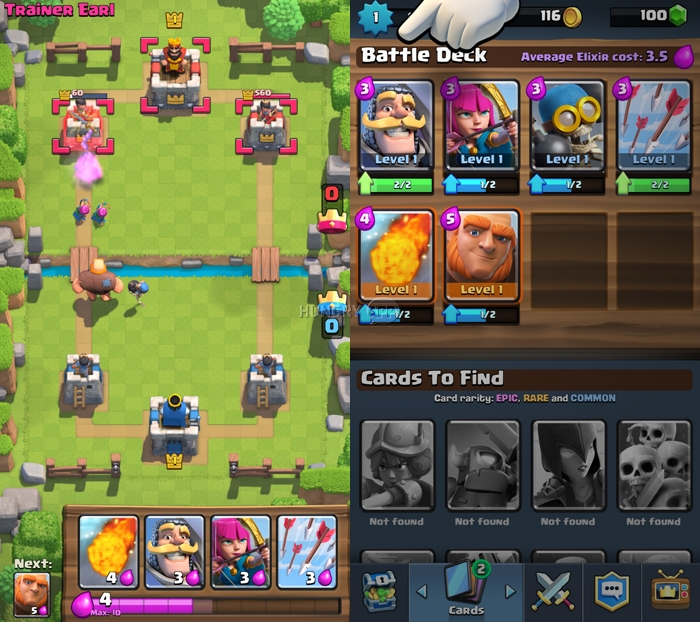 Trainer Earl
60
560
0
0
Next:
5
4
3
3
3
4
Max: 10
1
116
100
Battle Deck
Average Elixir cost: 3.5
3
3
3
3
Level 1
Level 1
Level 1
Level 1
2/2
1/2
1/2
2/2
4
5
Level 1
Level 1
1/2
1/2
Cards To Find
Card rarity: EPIC, RARE and COMMON
Not found
Not found
Not found
Not found
2
Cards